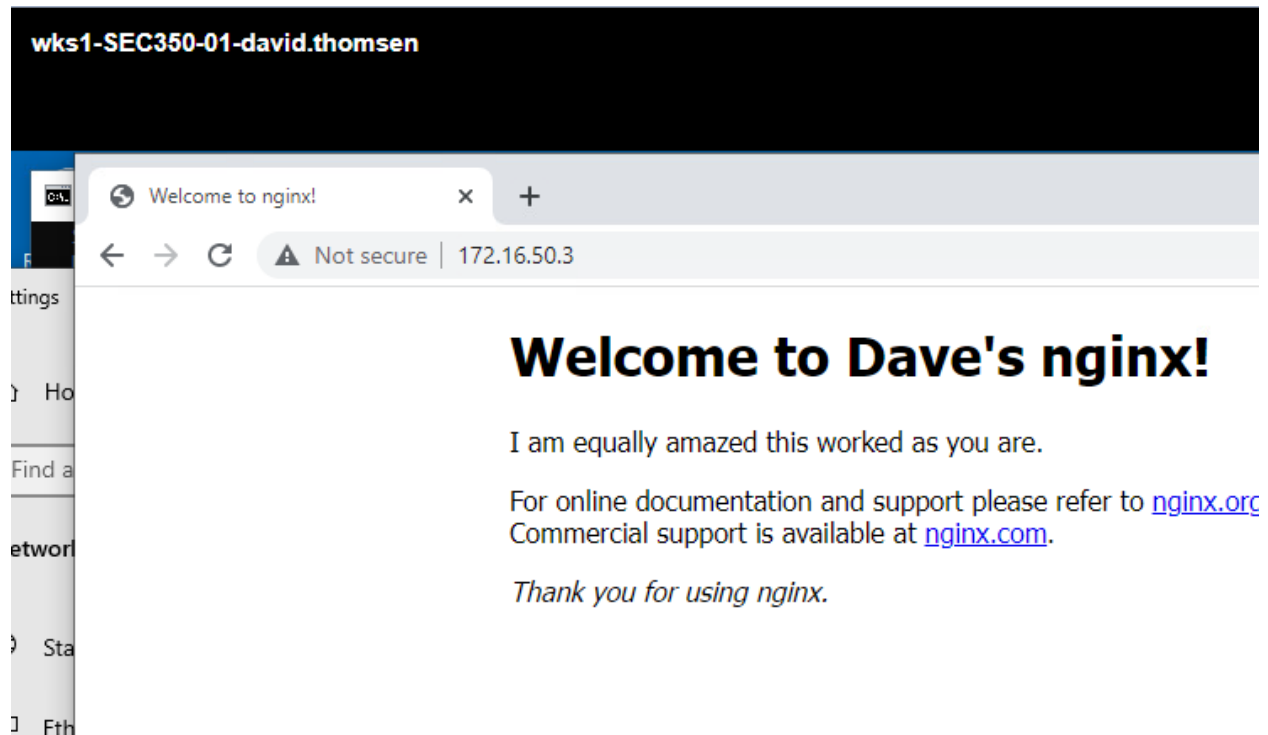 wks1-SEC350-01-david.thomsen
C:\.
Welcome to nginx!
Not secure | 172.16.50.3
ttings
Ho
Find a
etworl
Sta
Eth
Welcome to Dave's nginx!
I am equally amazed this worked as you are.
For online documentation and support please refer to nginx.org
Commercial support is available at nginx.com.
Thank you for using nginx.